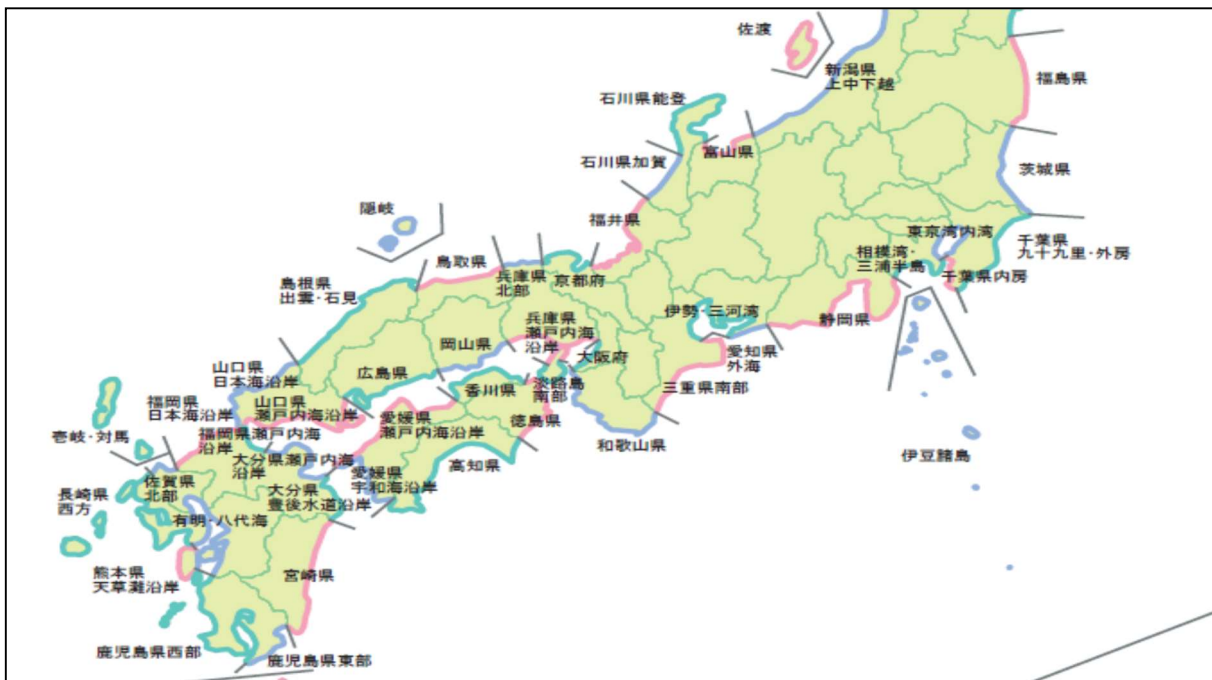 佐渡
新潟県
上中下越
福島県
石川県能登
石川県加賀
富山県
茨城県
隠岐
福井県
東京湾内湾
千葉県
九十九里・外房
相模湾・
三浦半島
千葉県内房
鳥取県
兵庫県
北部
京都府
島根県
出雲・石見
伊勢・三河湾
静岡県
兵庫県
瀬戸内海
沿岸
岡山県
大阪府
愛知県
外海
山口県
日本海沿岸
広島県
香川県
淡路島
南部
三重県南部
福岡県
日本海沿岸
山口県
瀬戸内海沿岸
愛媛県
瀬戸内海沿岸
徳島県
和歌山県
壱岐・対馬
福岡県瀬戸内海
沿岸
大分県瀬戸内海
沿岸
高知県
伊豆諸島
佐賀県
北部
愛媛県
宇和海沿岸
長崎県
西方
大分県
豊後水道沿岸
有明・八代海
熊本県
天草灘沿岸
宮崎県
鹿児島県西部
鹿児島県東部